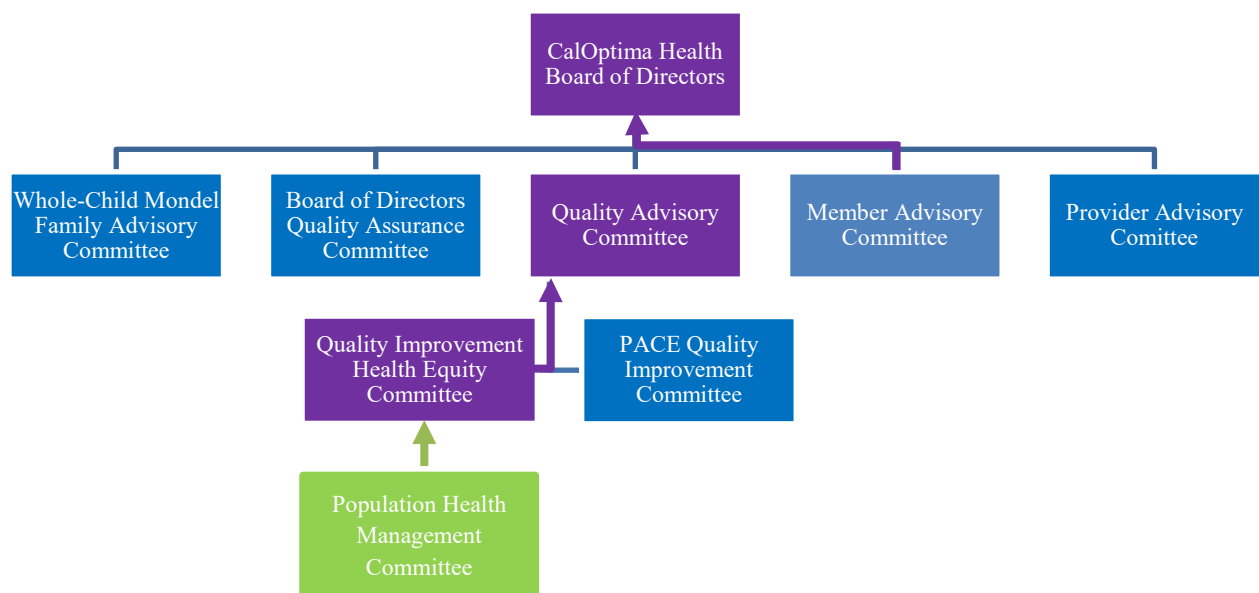 CalOptima Health
Board of Directors
Whole-Child Mondel
Family Advisory
Committee
Board of Directors
Quality Assurance
Committee
Quality Advisory
Committee
Member Advisory
Committee
Provider Advisory
Comittee
Quality Improvement
Health Equity
Committee
PACE Quality
Improvement
Committee
Population Health
Management
Committee